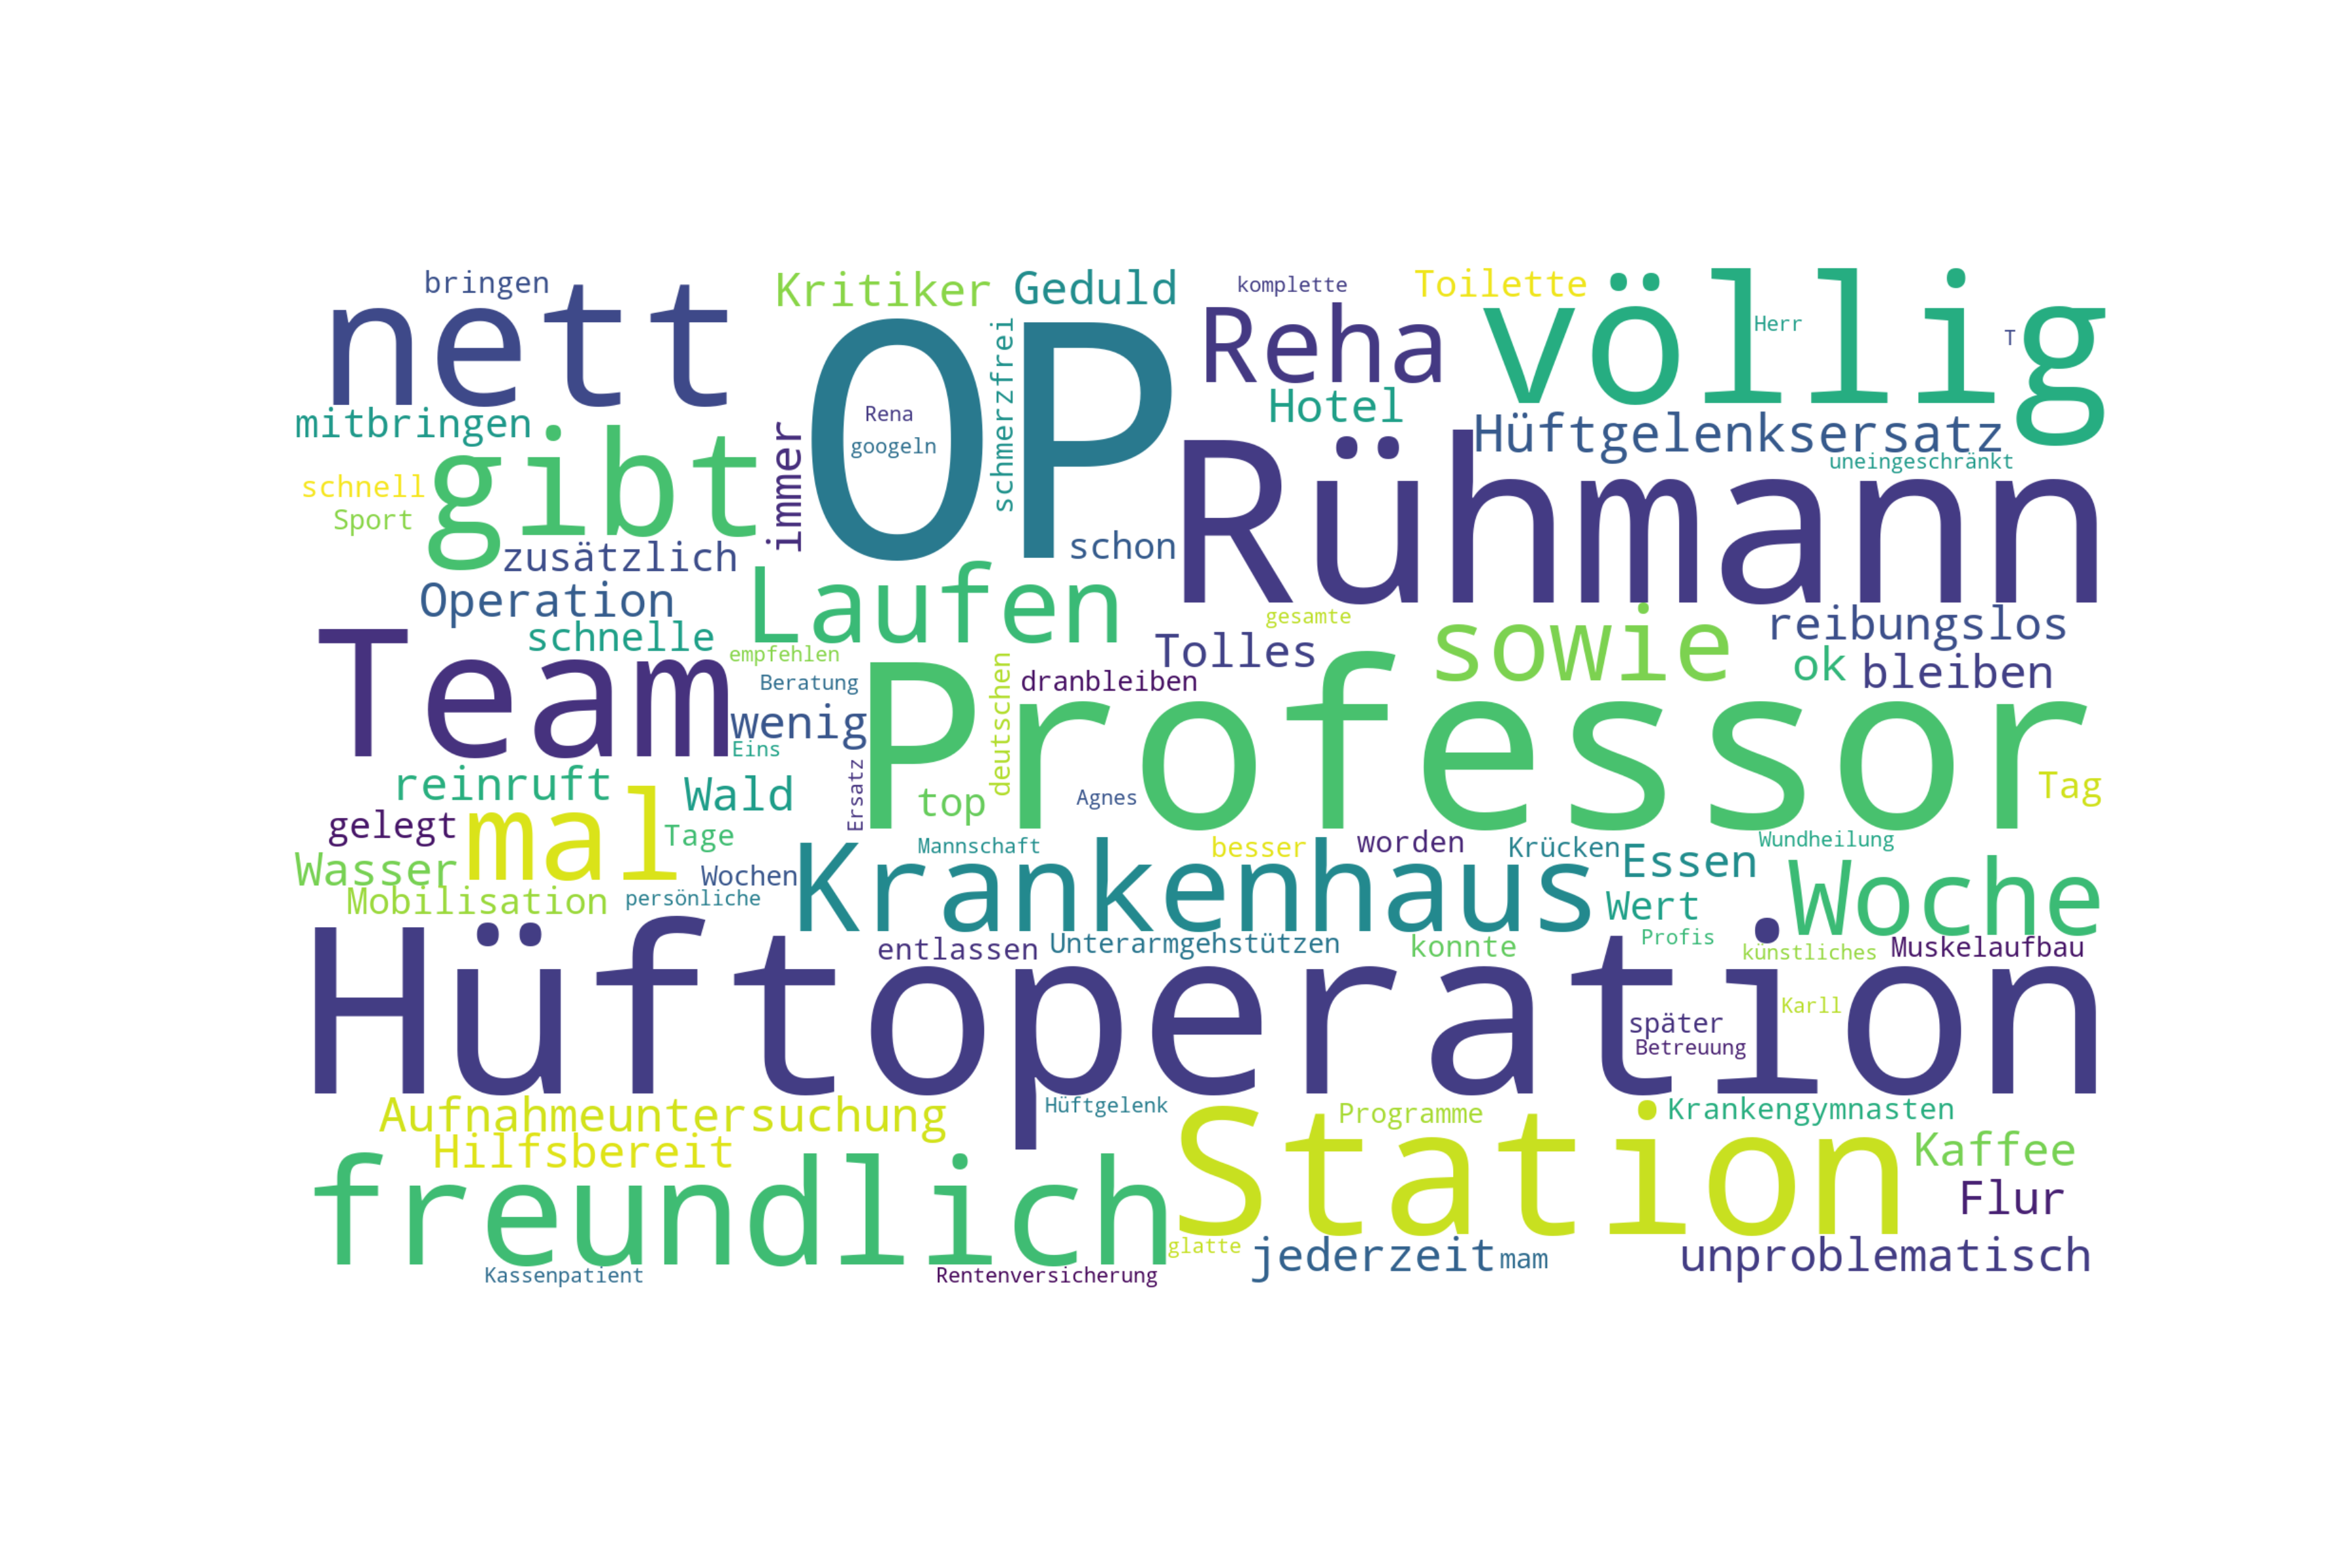 bringen
nett
Kritiker
Geduld
komplette
Toilette
völlig
Herr
T
OP
Reha
Hotel
mitbringen
Rena
googeln
schmerzfrei
immer
gibt
Hüftgelenksersatz
uneingeschränkt
schnell
Sport
Rühmann
zusätzlich
schon
Operation
Laufen
schnelle
gesamte
Tolles
sowie
reibungslos
ok
bleiben
Team
empfehlen
Beratung
dranbleiben
deutschen
wenig
Eins
Professor
reinruft
Wald
Ersatz
top
Agnes
Tag
gelegt
mal
Tage
Wasser
Wochen
Krankenhaus
Mannschaft
besser
worden
Krücken
Essen
Wundheilung
Woche
Mobilisation
persönliche
Wert
entlassen
Unterarmgehstützen
konnte
Profis
künstliches
Muskelaufbau
Hüftoperation
Karll
später
Betreuung
Aufnahmeuntersuchung
Hüftgelenk
Programme
Krankengymnasten
Hilfsbereit
Station
Kaffee
freundlich
Flur
glatte
jederzeit
mam
unproblematisch
Kassenpatient
Rentenversicherung